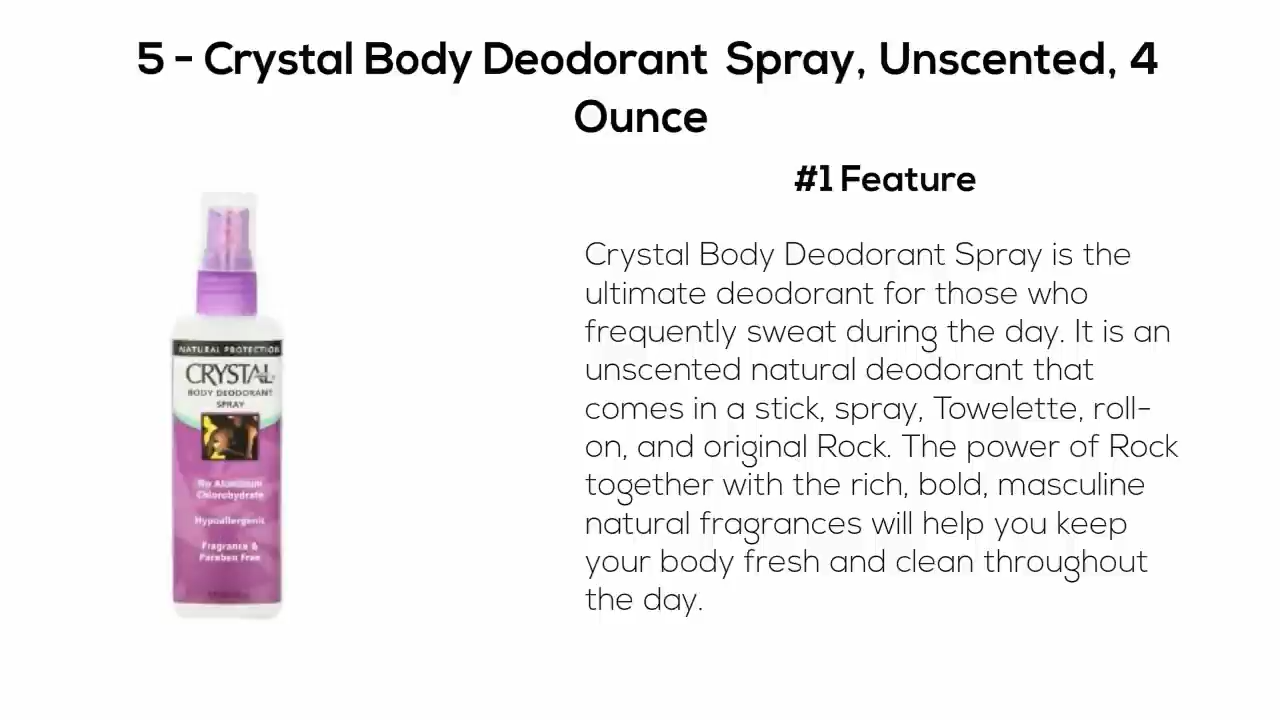 5 - Crystal Body Deodorant Spray, Unscented, 4
Ounce
#1 Feature
Crystal Body Deodorant Spray is the
ultimate deodorant for those who
frequently sweat during the day. It is an
unscented natural deodorant that
comes in a stick, spray, Towelette, roll-
on, and original Rock. The power of Rock
together with the rich, bold, masculine
natural fragrances will help you keep
your body fresh and clean throughout
the day.
NATURAL PROTECTION
CRYSTAL
BODY DEODORANT
SPRAY
No Aluminum
Chlorohydrate
Hypoallergenic
Fragrance &
Paraben Free